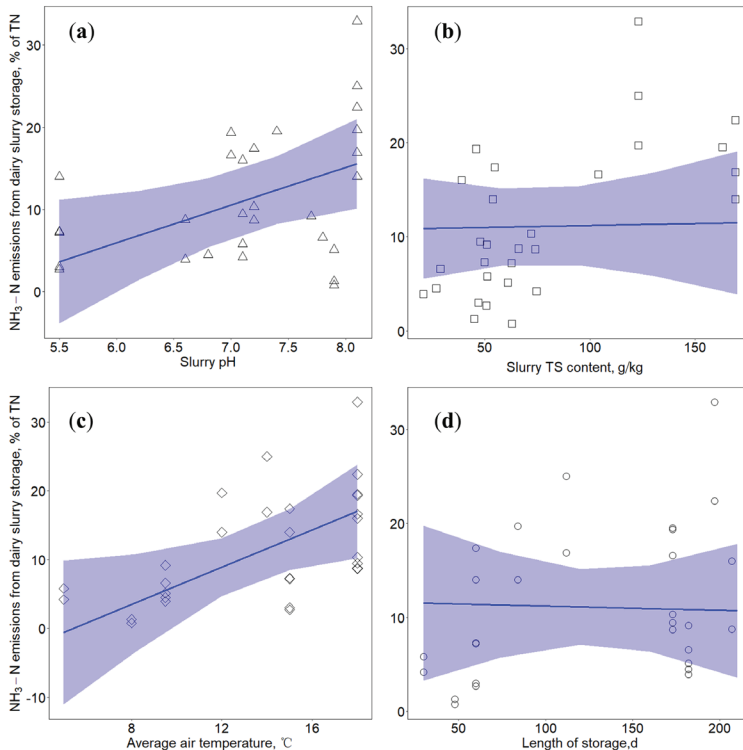 (a)
NH₃ – N emissions from dairy slurry storage, % of TN
30
20
10
0
5.5 6.0 6.5 7.0 7.5 8.0
Slurry pH
(b)
30
20
10
0
50 100 150
Slurry TS content, g/kg
(c)
NH₃ – N emissions from dairy slurry storage, % of TN
30
20
10
0
-10
8 12 16
Average air temperature, ℃
(d)
30
20
10
0
50 100 150 200
Length of storage,d